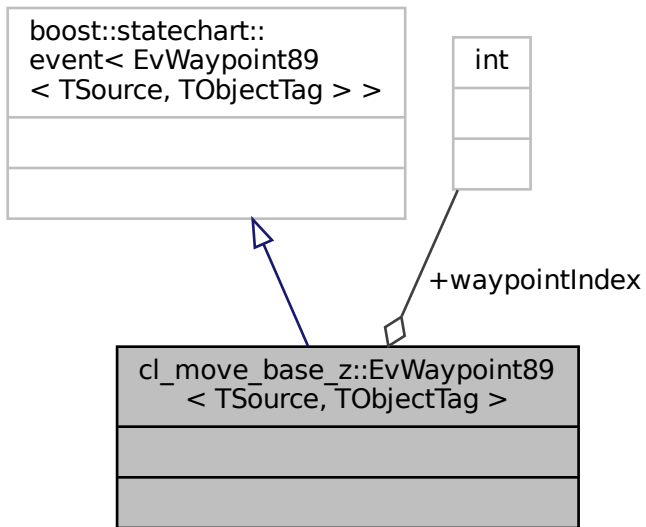 boost::statechart::
event< EvWaypoint89
< TSource, TObjectTag > >
int
+waypointIndex
cl_move_base_z::EvWaypoint89
< TSource, TObjectTag >